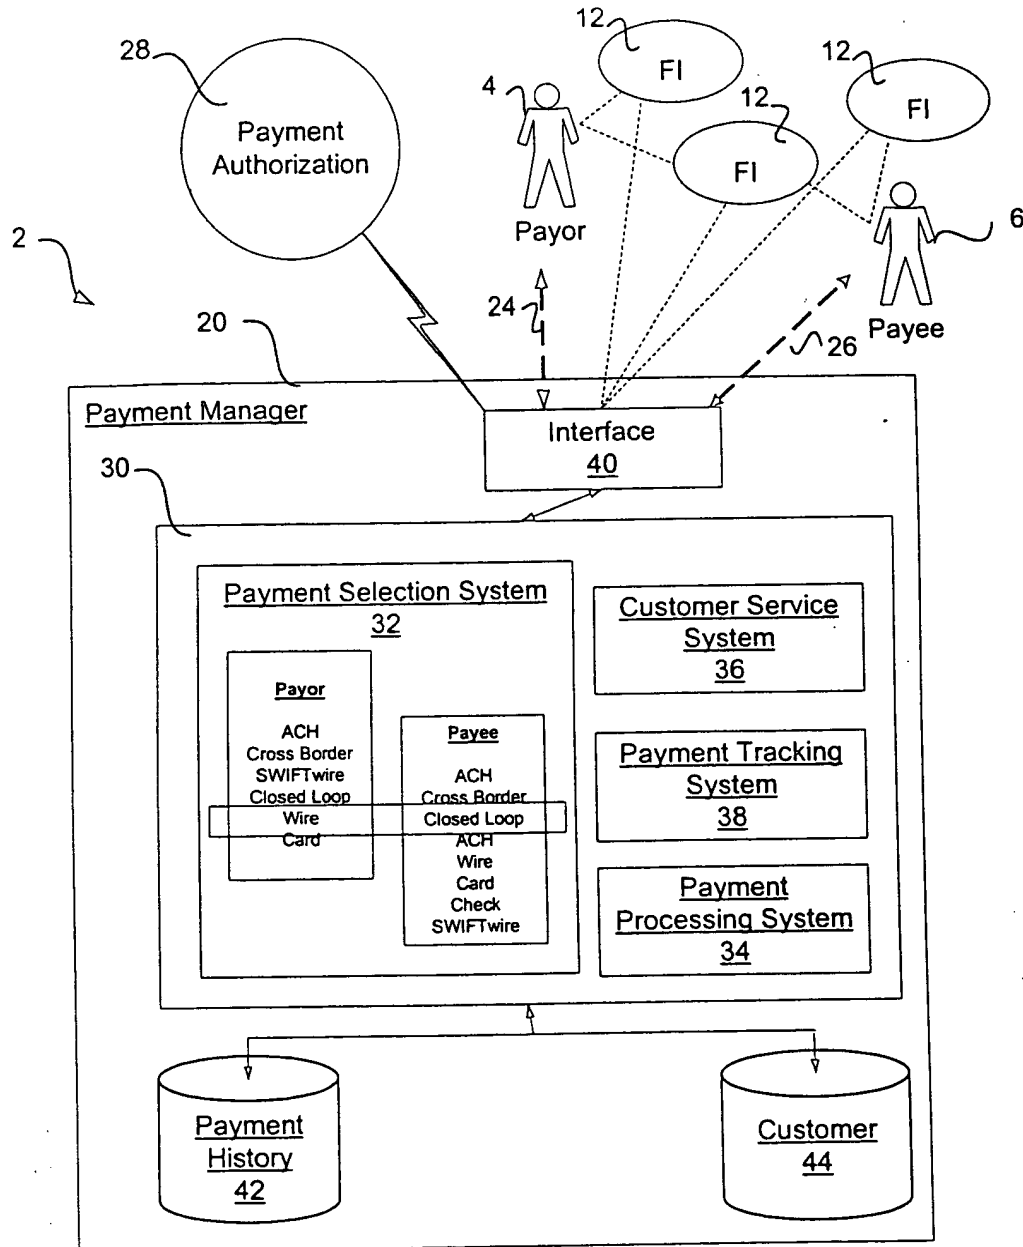 12
28
12
4
FI
12
FI
Payment
Authorization
FI
2
Payor
6
24
Payee
20
26
Payment Manager
Interface
40
30
Payment Selection System
32
Customer Service
System
36
Payor
ACH
Cross Border
SWIFTwire
Closed Loop
Wire
Card
Payee
ACH
Cross Border
Closed Loop
ACH
Wire
Card
Check
SWIFTwire
Payment Tracking
System
38
Payment
Processing System
34
Payment
History
42
Customer
44